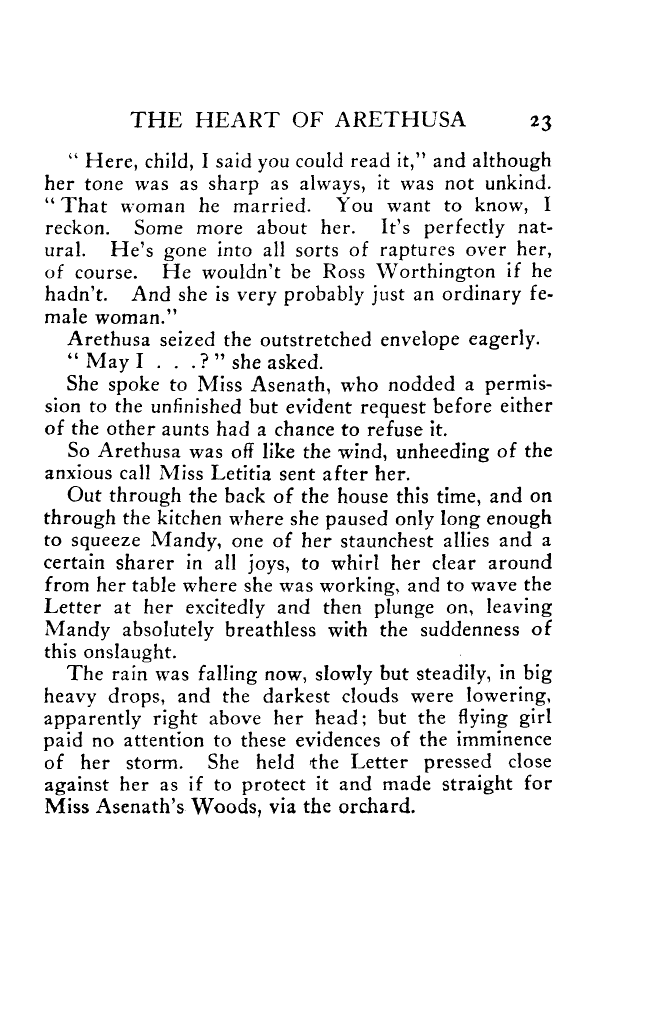 THE HEART OF ARETHUSA 23
“ Here, child, I said you could read it,” and although
her tone was as sharp as always, it was not unkind.
“ That woman he married. You want to know, I
reckon. Some more about her. It's perfectly nat-
ural. He's gone into all sorts of raptures over her,
of course. He wouldn't be Ross Worthington if he
hadn't. And she is very probably just an ordinary fe-
male woman.”
Arethusa seized the outstretched envelope eagerly.
“ May I . . .? ” she asked.
She spoke to Miss Asenath, who nodded a permis-
sion to the unfinished but evident request before either
of the other aunts had a chance to refuse it.
So Arethusa was off like the wind, unheeding of the
anxious call Miss Letitia sent after her.
Out through the back of the house this time, and on
through the kitchen where she paused only long enough
to squeeze Mandy, one of her staunchest allies and a
certain sharer in all joys, to whirl her clear around
from her table where she was working, and to wave the
Letter at her excitedly and then plunge on, leaving
Mandy absolutely breathless with the suddenness of
this onslaught.
The rain was falling now, slowly but steadily, in big
heavy drops, and the darkest clouds were lowering,
apparently right above her head; but the flying girl
paid no attention to these evidences of the imminence
of her storm. She held the Letter pressed close
against her as if to protect it and made straight for
Miss Asenath's Woods, via the orchard.